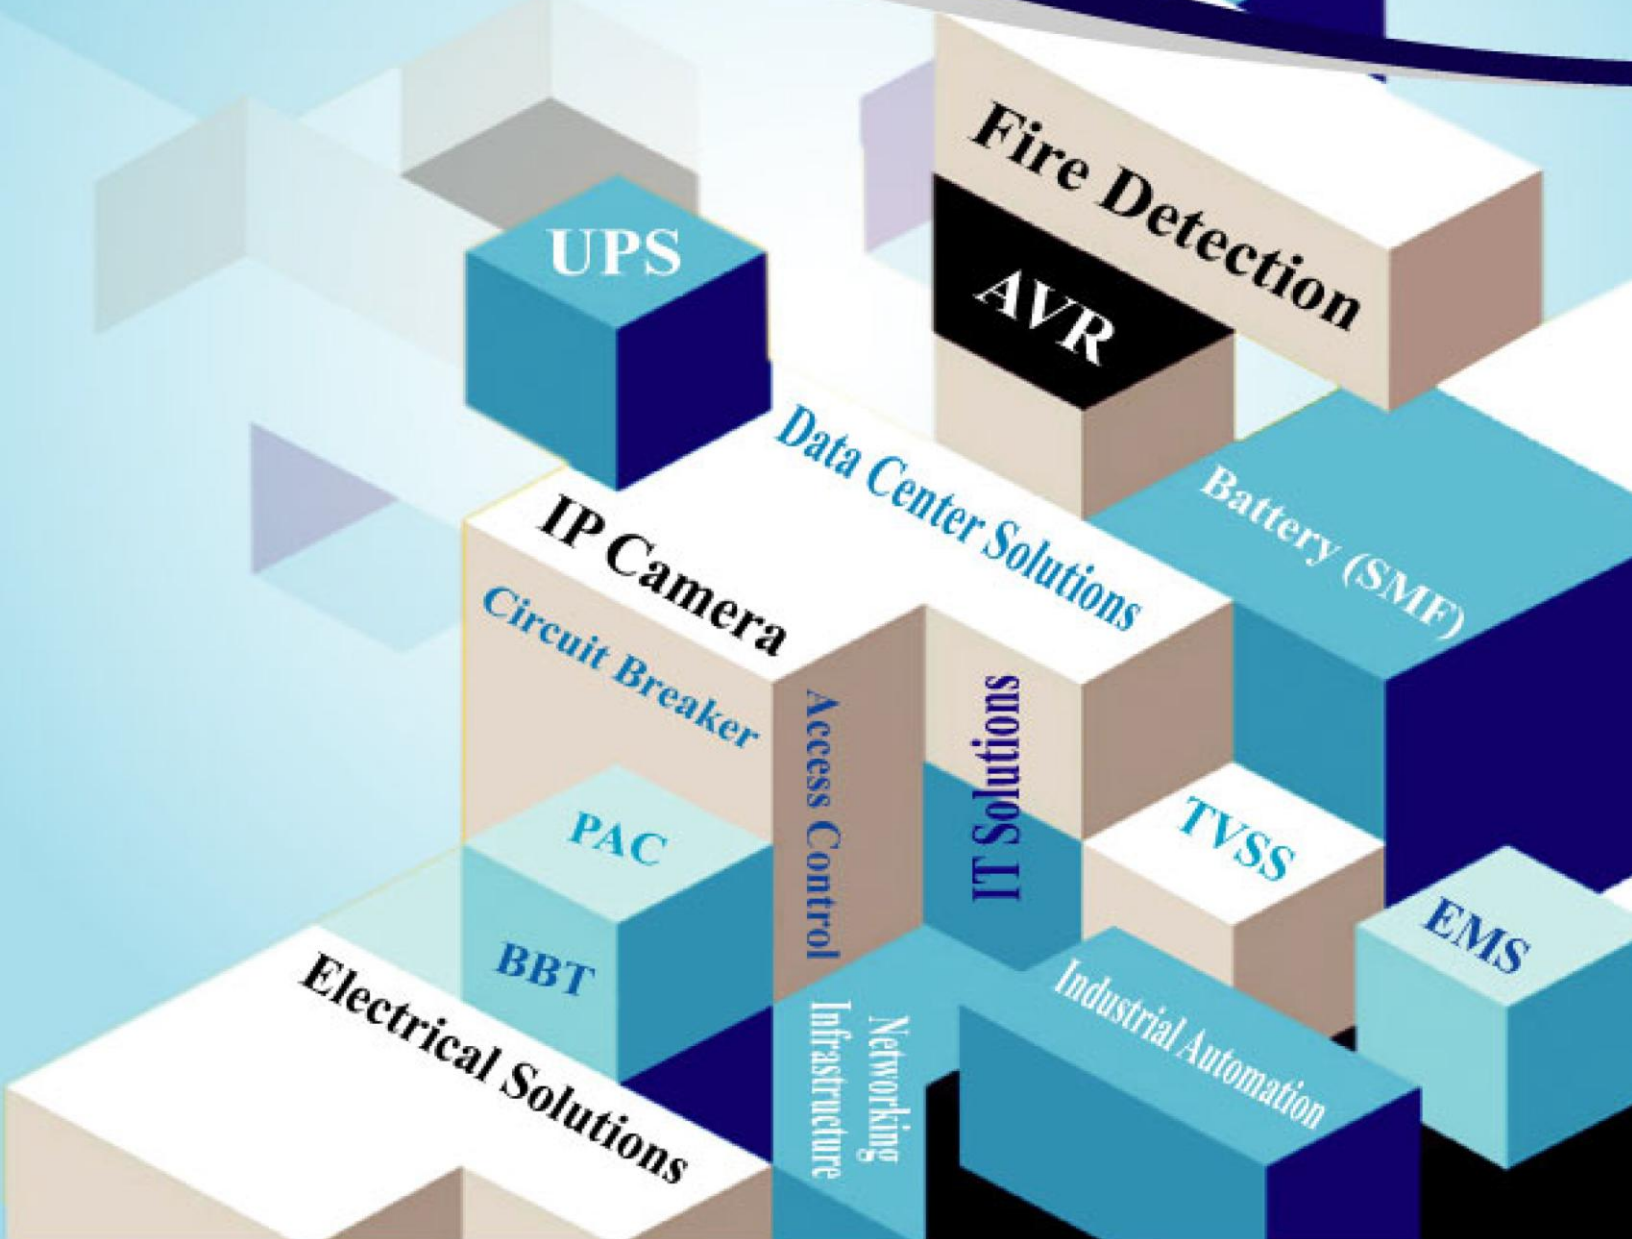 Fire Detection
UPS
AVR
Data Center Solutions
Battery (SMF)
IP Camera
Circuit Breaker
Access Control
IT Solutions
PAC
TVSS
BBT
EMS
Electrical Solutions
Networking
Infrastructure
Industrial Automation